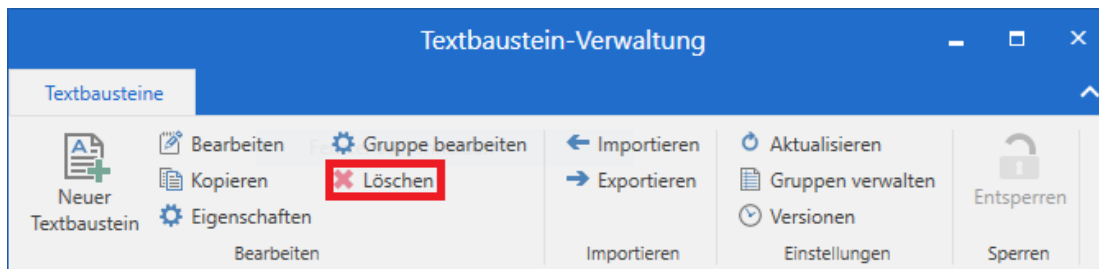 Textbaustein-Verwaltung
Textbausteine
Neuer
Textbaustein
Bearbeiten
Kopieren
Eigenschaften
Gruppe bearbeiten
Löschen
Bearbeiten
Importieren
Exportieren
Importieren
Aktualisieren
Gruppen verwalten
Versionen
Einstellungen
Entsperren
Sperren